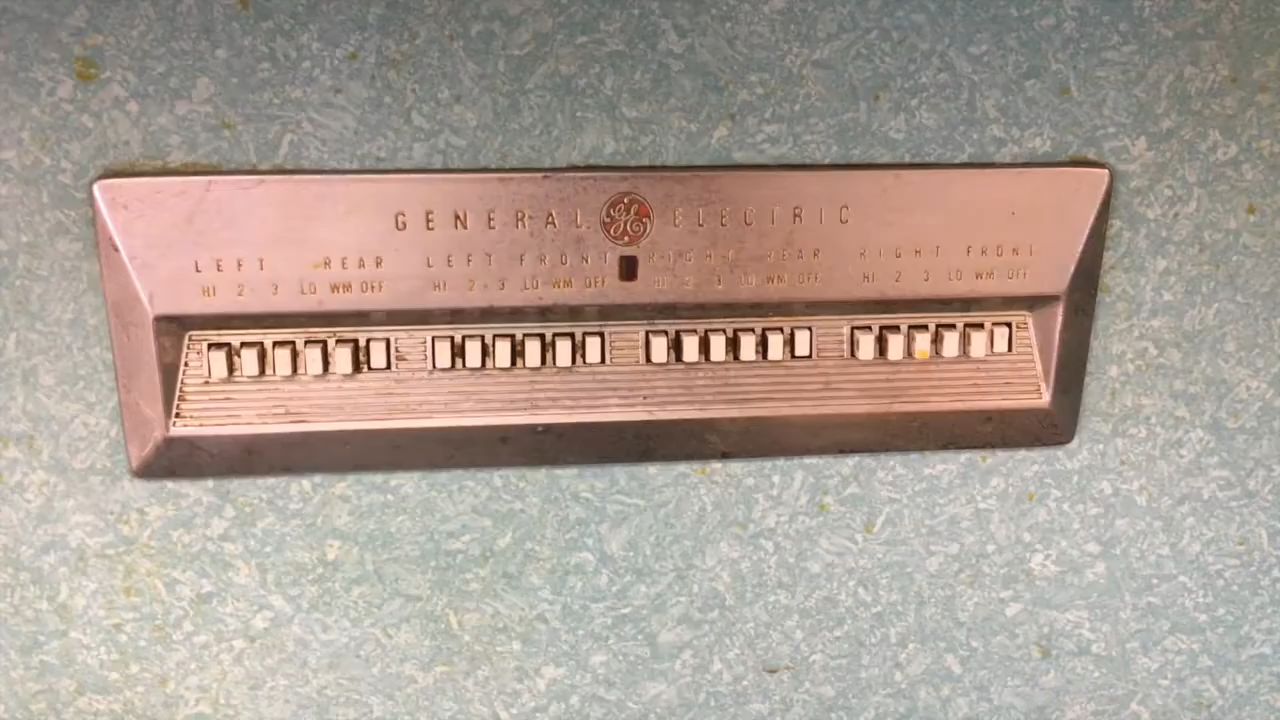 GENERAL GE ELECTRIC
LEFT REAR LEFT FRONT RIGHT REAR RIGHT FRONT
HI 2 3 LO WM OFF HI 2 3 LO WM OFF HI 2 3 LO WM OFF HI 2 3 LO WM OFF